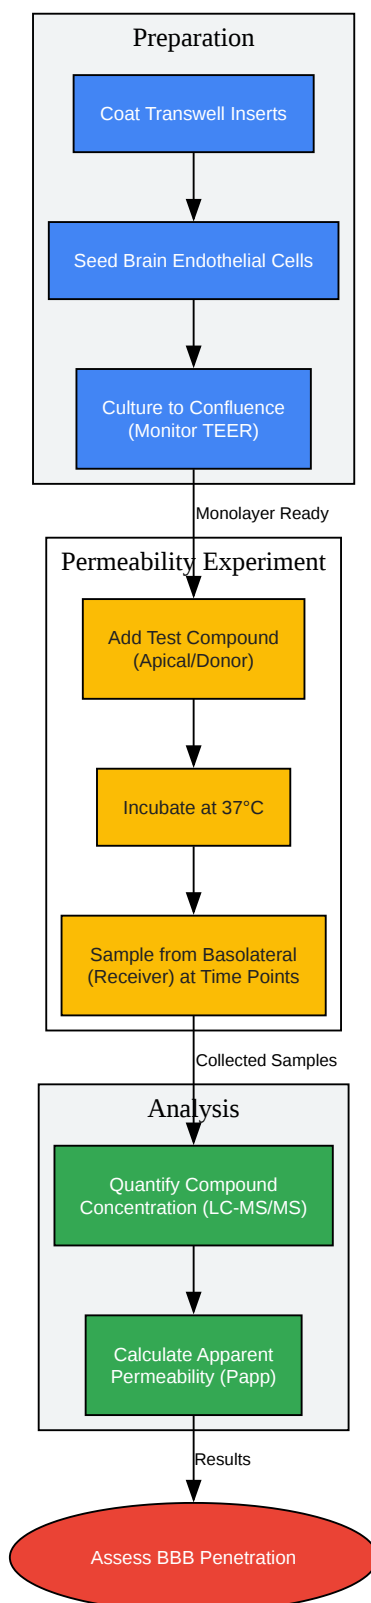 Preparation
Coat Transwell Inserts
Seed Brain Endothelial Cells
Culture to Confluence
(Monitor TEER)
Monolayer Ready
Permeability Experiment
Add Test Compound
(Apical/Donor)
Incubate at 37°C
Sample from Basolateral
(Receiver) at Time Points
Collected Samples
Analysis
Quantify Compound
Concentration (LC-MS/MS)
Calculate Apparent
Permeability (Papp)
Results
Assess BBB Penetration